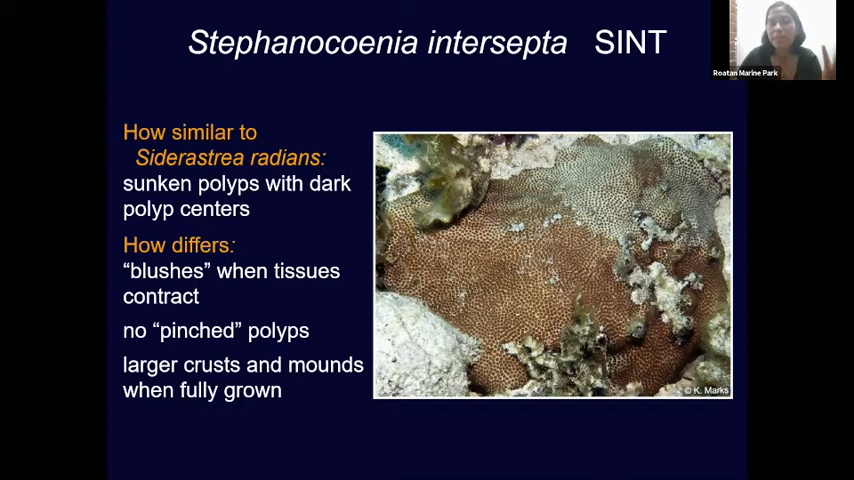 Stephanocoenia intersepta SINT
Roatan Marine Park
How similar to
Siderastrea radians:
sunken polyps with dark
polyp centers
How differs:
“blushes” when tissues
contract
no “pinched” polyps
larger crusts and mounds
when fully grown
© K. Marks